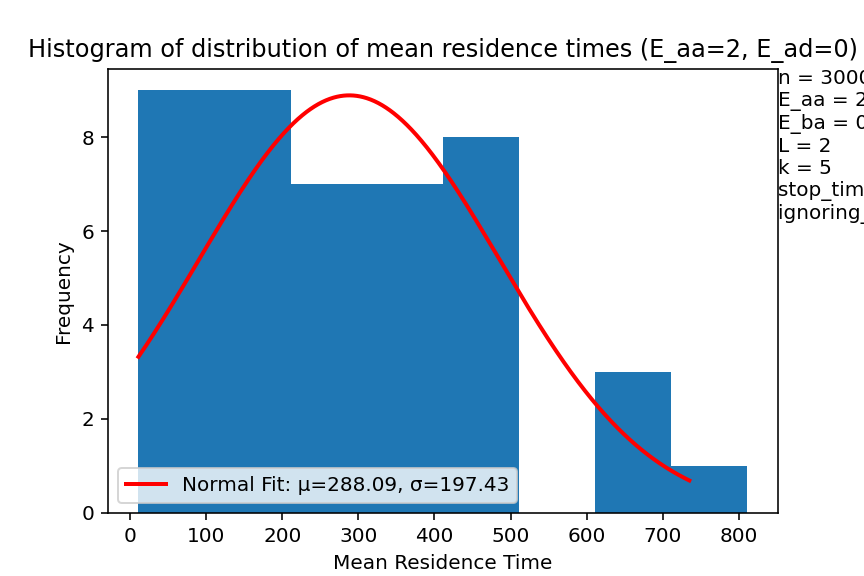 Histogram of distribution of mean residence times (E_aa=2, E_ad=0)
n = 3000
E_aa = 2
E_ba = 0
L = 2
k = 5
stop_tim
ignoring_
Frequency
8
6
4
2
0
Normal Fit: μ=288.09, σ=197.43
0 100 200 300 400 500 600 700 800
Mean Residence Time